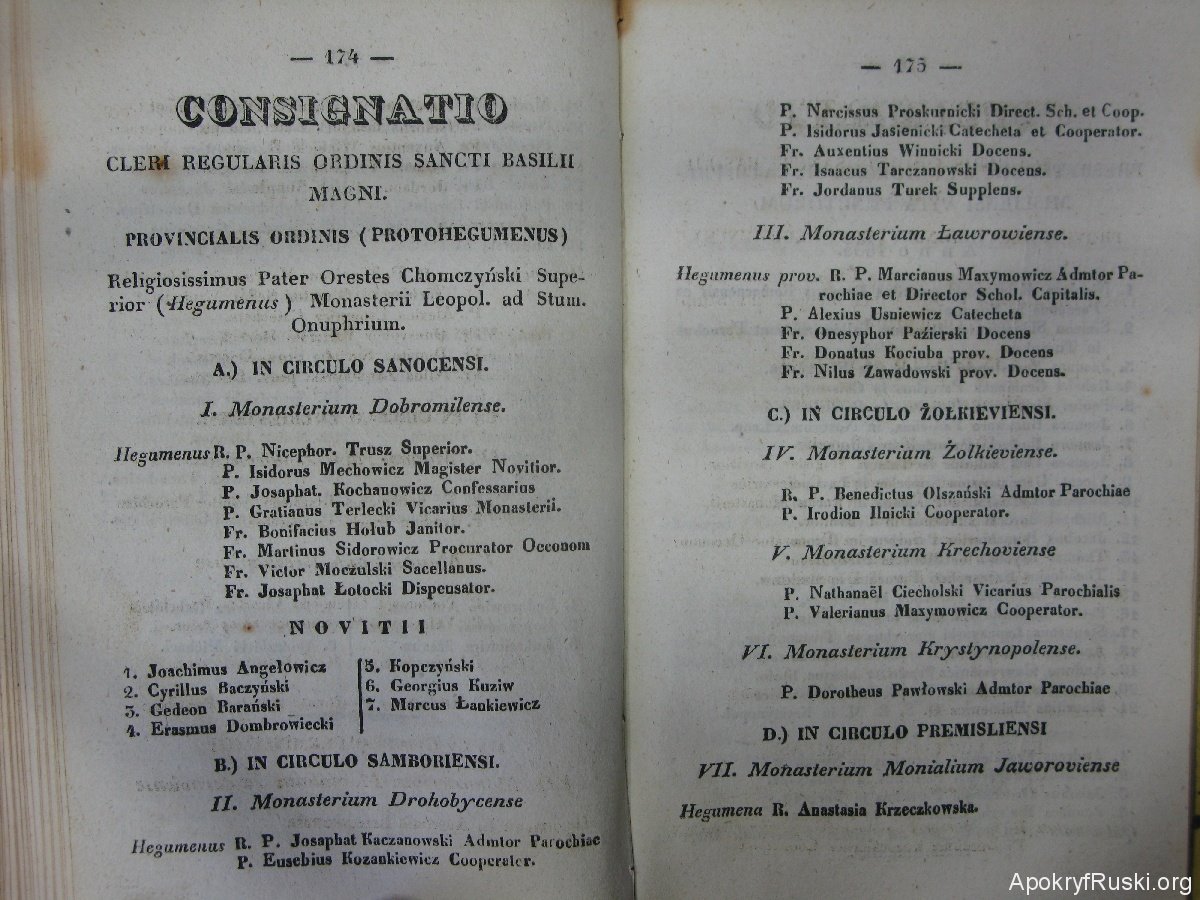 — 174 —
CONSIGNATIO
CLERI REGULARIS ORDINIS SANCTI BASILII
MAGNI.
PROVINCIALIS ORDINIS (PROTOHEGUMENUS)
Religiosissimus Pater Orestes Chomczyński Supe-
rior (Hegumenus) Monasterii Leopol. ad Stum.
Onuphrium.
A.) IN CIRCULO SANOCENSI.
I. Monasterium Dobromilense.
Hegumenus R. P. Nicephor. Trusz Superior.
P. Isidorus Mechowicz Magister Novitior.
P. Josaphat. Kochanowicz Confessarius
P. Gratianus Terlecki Vicarius Monasterii.
Fr. Bonifacius Hołub Janitor.
Fr. Martinus Sidorowicz Procurator Oeconom
Fr. Victor Moczulski Sacellanus.
Fr. Josaphat Łotocki Dispensator.
NOVITII
1. Joachimus Angełowicz
2. Cyrillus Baczyński
3. Gedeon Barański
4. Erasmus Dombrowiecki
5. Kopczyński
6. Georgius Kuziw
7. Marcus Łankiewicz
B.) IN CIRCULO SAMBORIENSI.
II. Monasterium Drohobycense
Hegumenus R. P. Josaphat Kaczanowski Admtor Parochiae
P. Eusebius Kozankiewicz Cooperater.
— 175 —
P. Narcissus Proskurnicki Direct. Sch. et Coop.
P. Isidorus Jasienicki Catecheta et Cooperator.
Fr. Auxentius Winnicki Docens.
Fr. Isaacus Tarczanowski Docens.
Fr. Jordanus Turek Supplens.
III. Monasterium Ławrowiense.
Hegumenus prov. R. P. Marcianus Maxymowicz Admtor Pa-
rochiae et Director Schol. Capitalis.
P. Alexius Usniewicz Catecheta
Fr. Onesyphor Paźierski Docens
Fr. Donatus Kociuba prov. Docens
Fr. Nilus Zawadowski prov. Docens.
C.) IN CIRCULO ŻOŁKIEVIENSI.
IV. Monasterium Żolkieviense.
R. P. Benedictus Olszański Admtor Parochiae
P. Irodion Ilnicki Cooperator.
V. Monasterium Krechoviense
P. Nathanaël Ciecholski Vicarius Parochialis
P. Valerianus Maxymowicz Cooperator.
VI. Monasterium Krystynopolense.
P. Dorotheus Pawłowski Admtor Parochiae
D.) IN CIRCULO PREMISLIENSI
VII. Monasterium Monialium Jaworoviense
Hegumena R. Anastasia Krzeczkowska.
ApokryfRuski.org